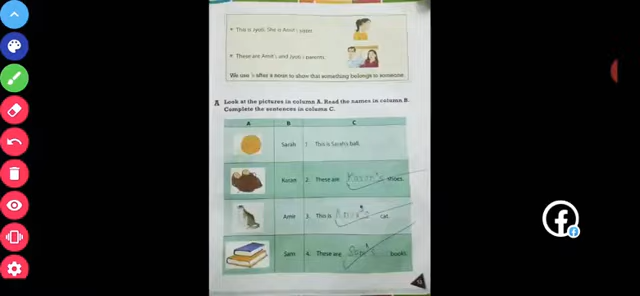 • This is Jyoti. She is Amit's sister.
• These are Amit's and Jyoti's parents.
We use 's after a noun to show that something belongs to someone.
A Look at the pictures in column A. Read the names in column B.
Complete the sentences in column C.
A B C
Sarah 1. This is Sarah's ball.
Karan 2. These are Karan's shoes.
Amir 3. This is Amir's cat.
Sam 4. These are Sam's books.